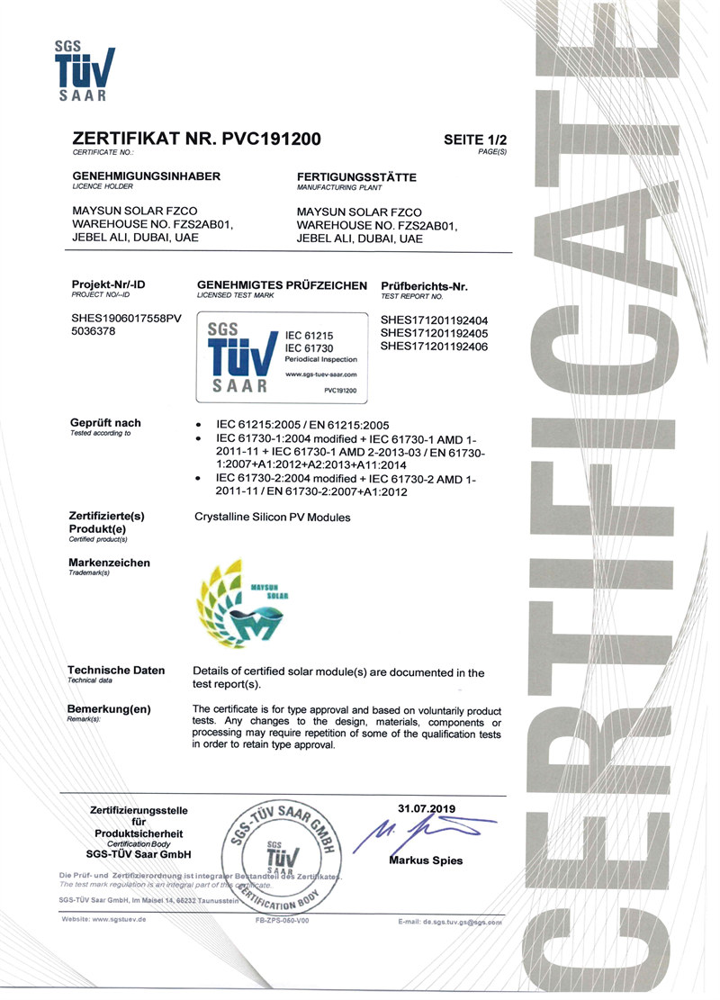 SGS
TÜV
SAAR
ZERTIFIKAT NR. PVC191200
CERTIFICATE NO.:
SEITE 1/2
PAGE(S)
GENEHMIGUNGSINHABER
LICENCE HOLDER
MAYSUN SOLAR FZCO
WAREHOUSE NO. FZS2AB01,
JEBEL ALI, DUBAI, UAE
FERTIGUNGSSTÄTTE
MANUFACTURING PLANT
MAYSUN SOLAR FZCO
WAREHOUSE NO. FZS2AB01,
JEBEL ALI, DUBAI, UAE
Projekt-Nr/-ID
PROJECT NO/--ID
SHES1906017558PV
5036378
GENEHMIGTES PRÜFZEICHEN
LICENSED TEST MARK
SGS
TÜV
SAAR
IEC 61215
IEC 61730
Periodical Inspection
www.sgs-tuev-saar.com
PVC191200
Prüfberichts-Nr.
TEST REPORT NO.
SHES171201192404
SHES171201192405
SHES171201192406
Geprüft nach
Tested according to
• IEC 61215:2005 / EN 61215:2005
• IEC 61730-1:2004 modified + IEC 61730-1 AMD 1-
2011-11 + IEC 61730-1 AMD 2-2013-03 / EN 61730-
1:2007+A1:2012+A2:2013+A11:2014
• IEC 61730-2:2004 modified + IEC 61730-2 AMD 1-
2011-11 / EN 61730-2:2007+A1:2012
Zertifizierte(s)
Produkt(e)
Certified product(s)
Crystalline Silicon PV Modules
Markenzeichen
Trademark(s)
MAYSUN
SOLAR
Technische Daten
Technical data
Details of certified solar module(s) are documented in the
test report(s).
Bemerkung(en)
Remark(s):
The certificate is for type approval and based on voluntarily product
tests. Any changes to the design, materials, components or
processing may require repetition of some of the qualification tests
in order to retain type approval.
Zertifizierungsstelle
für
Produktsicherheit
Certification Body
SGS-TÜV Saar GmbH
SGS-TÜV SAAR GMBH
SGS
TÜV
SAAR
CERTIFICATION BODY
31.07.2019
Markus Spies
Die Prüf- und Zertifizierordnung ist integraler Bestandteil des Zertifikates.
The test mark regulation is an integral part of this certificate.
SGS-TÜV Saar GmbH, Im Maisel 14, 65232 Taunusstein
Website: www.sgstuev.de
FB-ZPS-050-V00
E-mail: de.sgs.tuv.gs@sgs.com
CERTIFICATE